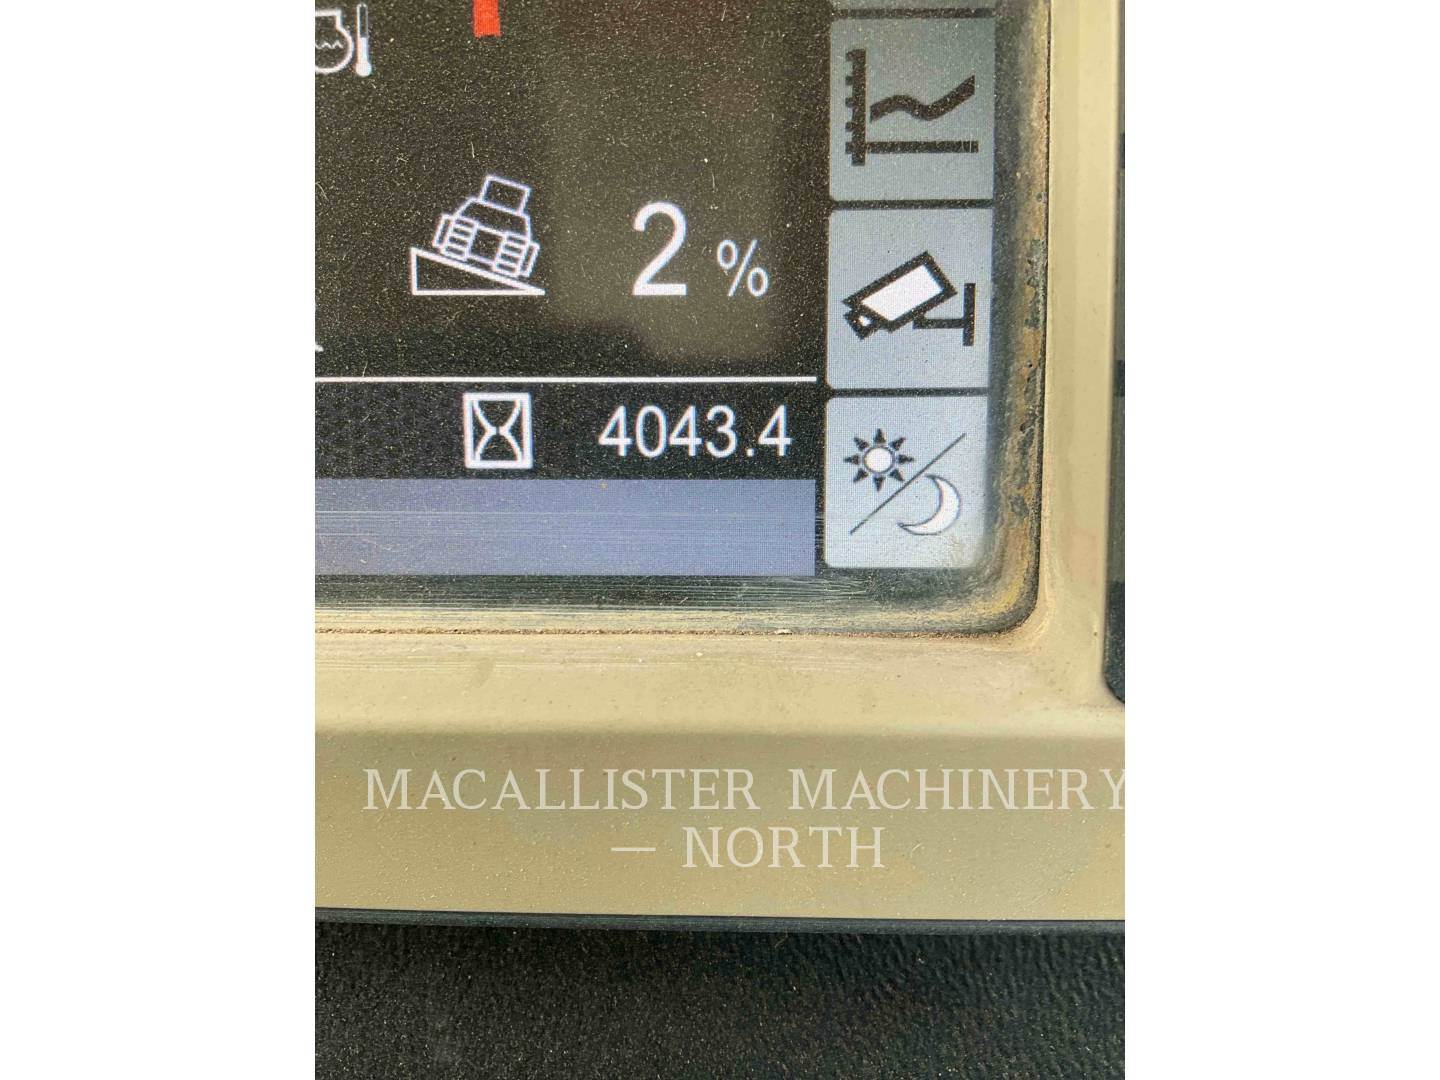 2 %
4043.4
MACALLISTER MACHINERY
— NORTH